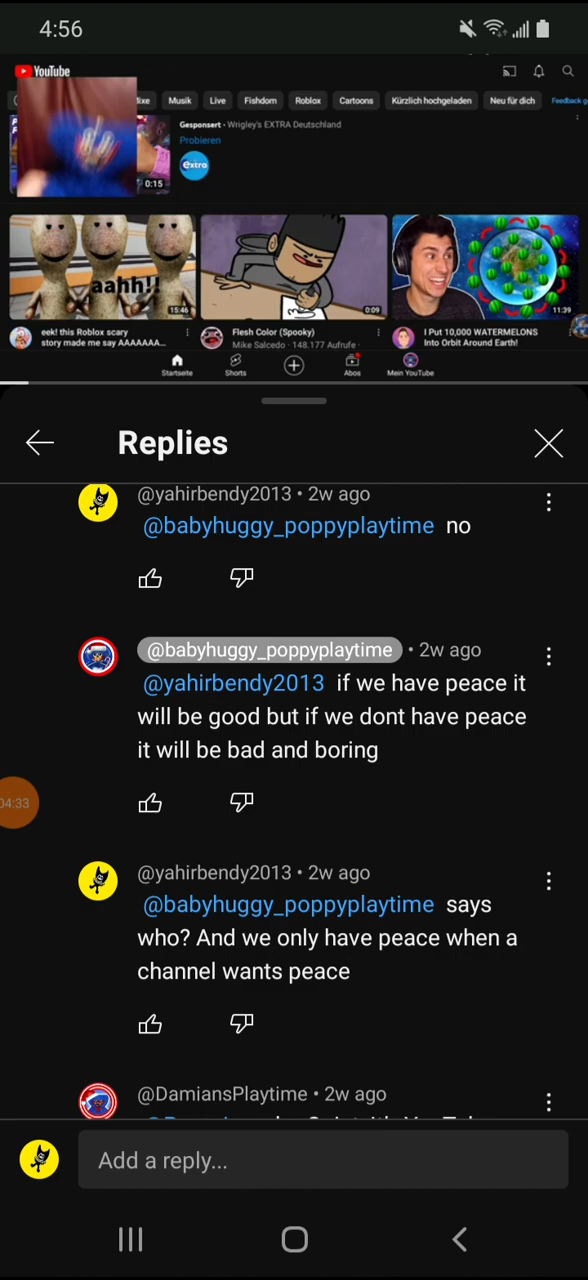 4:56
YouTube
ixe Musik Live Fishdom Roblox Cartoons Kürzlich hochgeladen Neu für dich Feedback g
Gesponsert · Wrigley's EXTRA Deutschland
Probieren
extra
0:15
aahh!!
15:46
0:09
11:39
eek! this Roblox scary
story made me say AAAAAAA...
Flesh Color (Spooky)
Mike Salcedo · 148.177 Aufrufe ·
I Put 10,000 WATERMELONS
Into Orbit Around Earth!
Startseite
Shorts
Abos
Mein YouTube
Replies
@yahirbendy2013 • 2w ago
@babyhuggy_poppyplaytime no
@babyhuggy_poppyplaytime • 2w ago
@yahirbendy2013 if we have peace it
will be good but if we dont have peace
it will be bad and boring
04:33
@yahirbendy2013 • 2w ago
@babyhuggy_poppyplaytime says
who? And we only have peace when a
channel wants peace
@DamiansPlaytime • 2w ago
Add a reply...